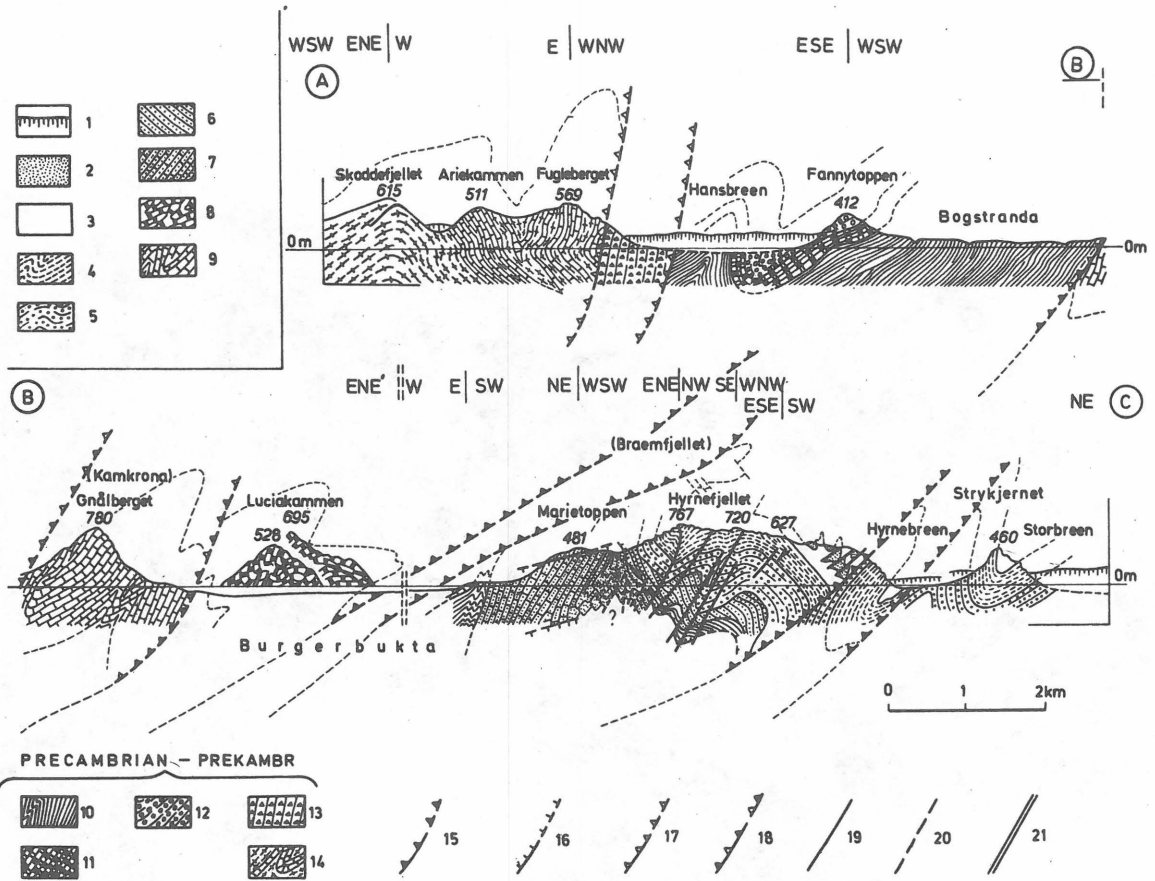 WSW ENE W E WNW ESE WSW
A B
1 6
2 7
3 8
4 9
5
Skoddefjellet Ariekammen Fugleberget Hansbreen Fannytoppen
615 511 569 412
Bogstranda
0m 0m
B ENE W E SW NE WSW ENE NW SE WNW
ESE SW
NE C
(Kamkrona) (Braemfjellet)
Gnålberget Luciakammen Marietoppen Hyrnefjellet Strykjernet
780 695 528 481 767 720 627 460
Hyrnebreen Storbreen
0m
Burgerbukta ?
0 1 2km
PRECAMBRIAN – PREKAMBR
10 12 13
11 14
15 16 17 18 19 20 21